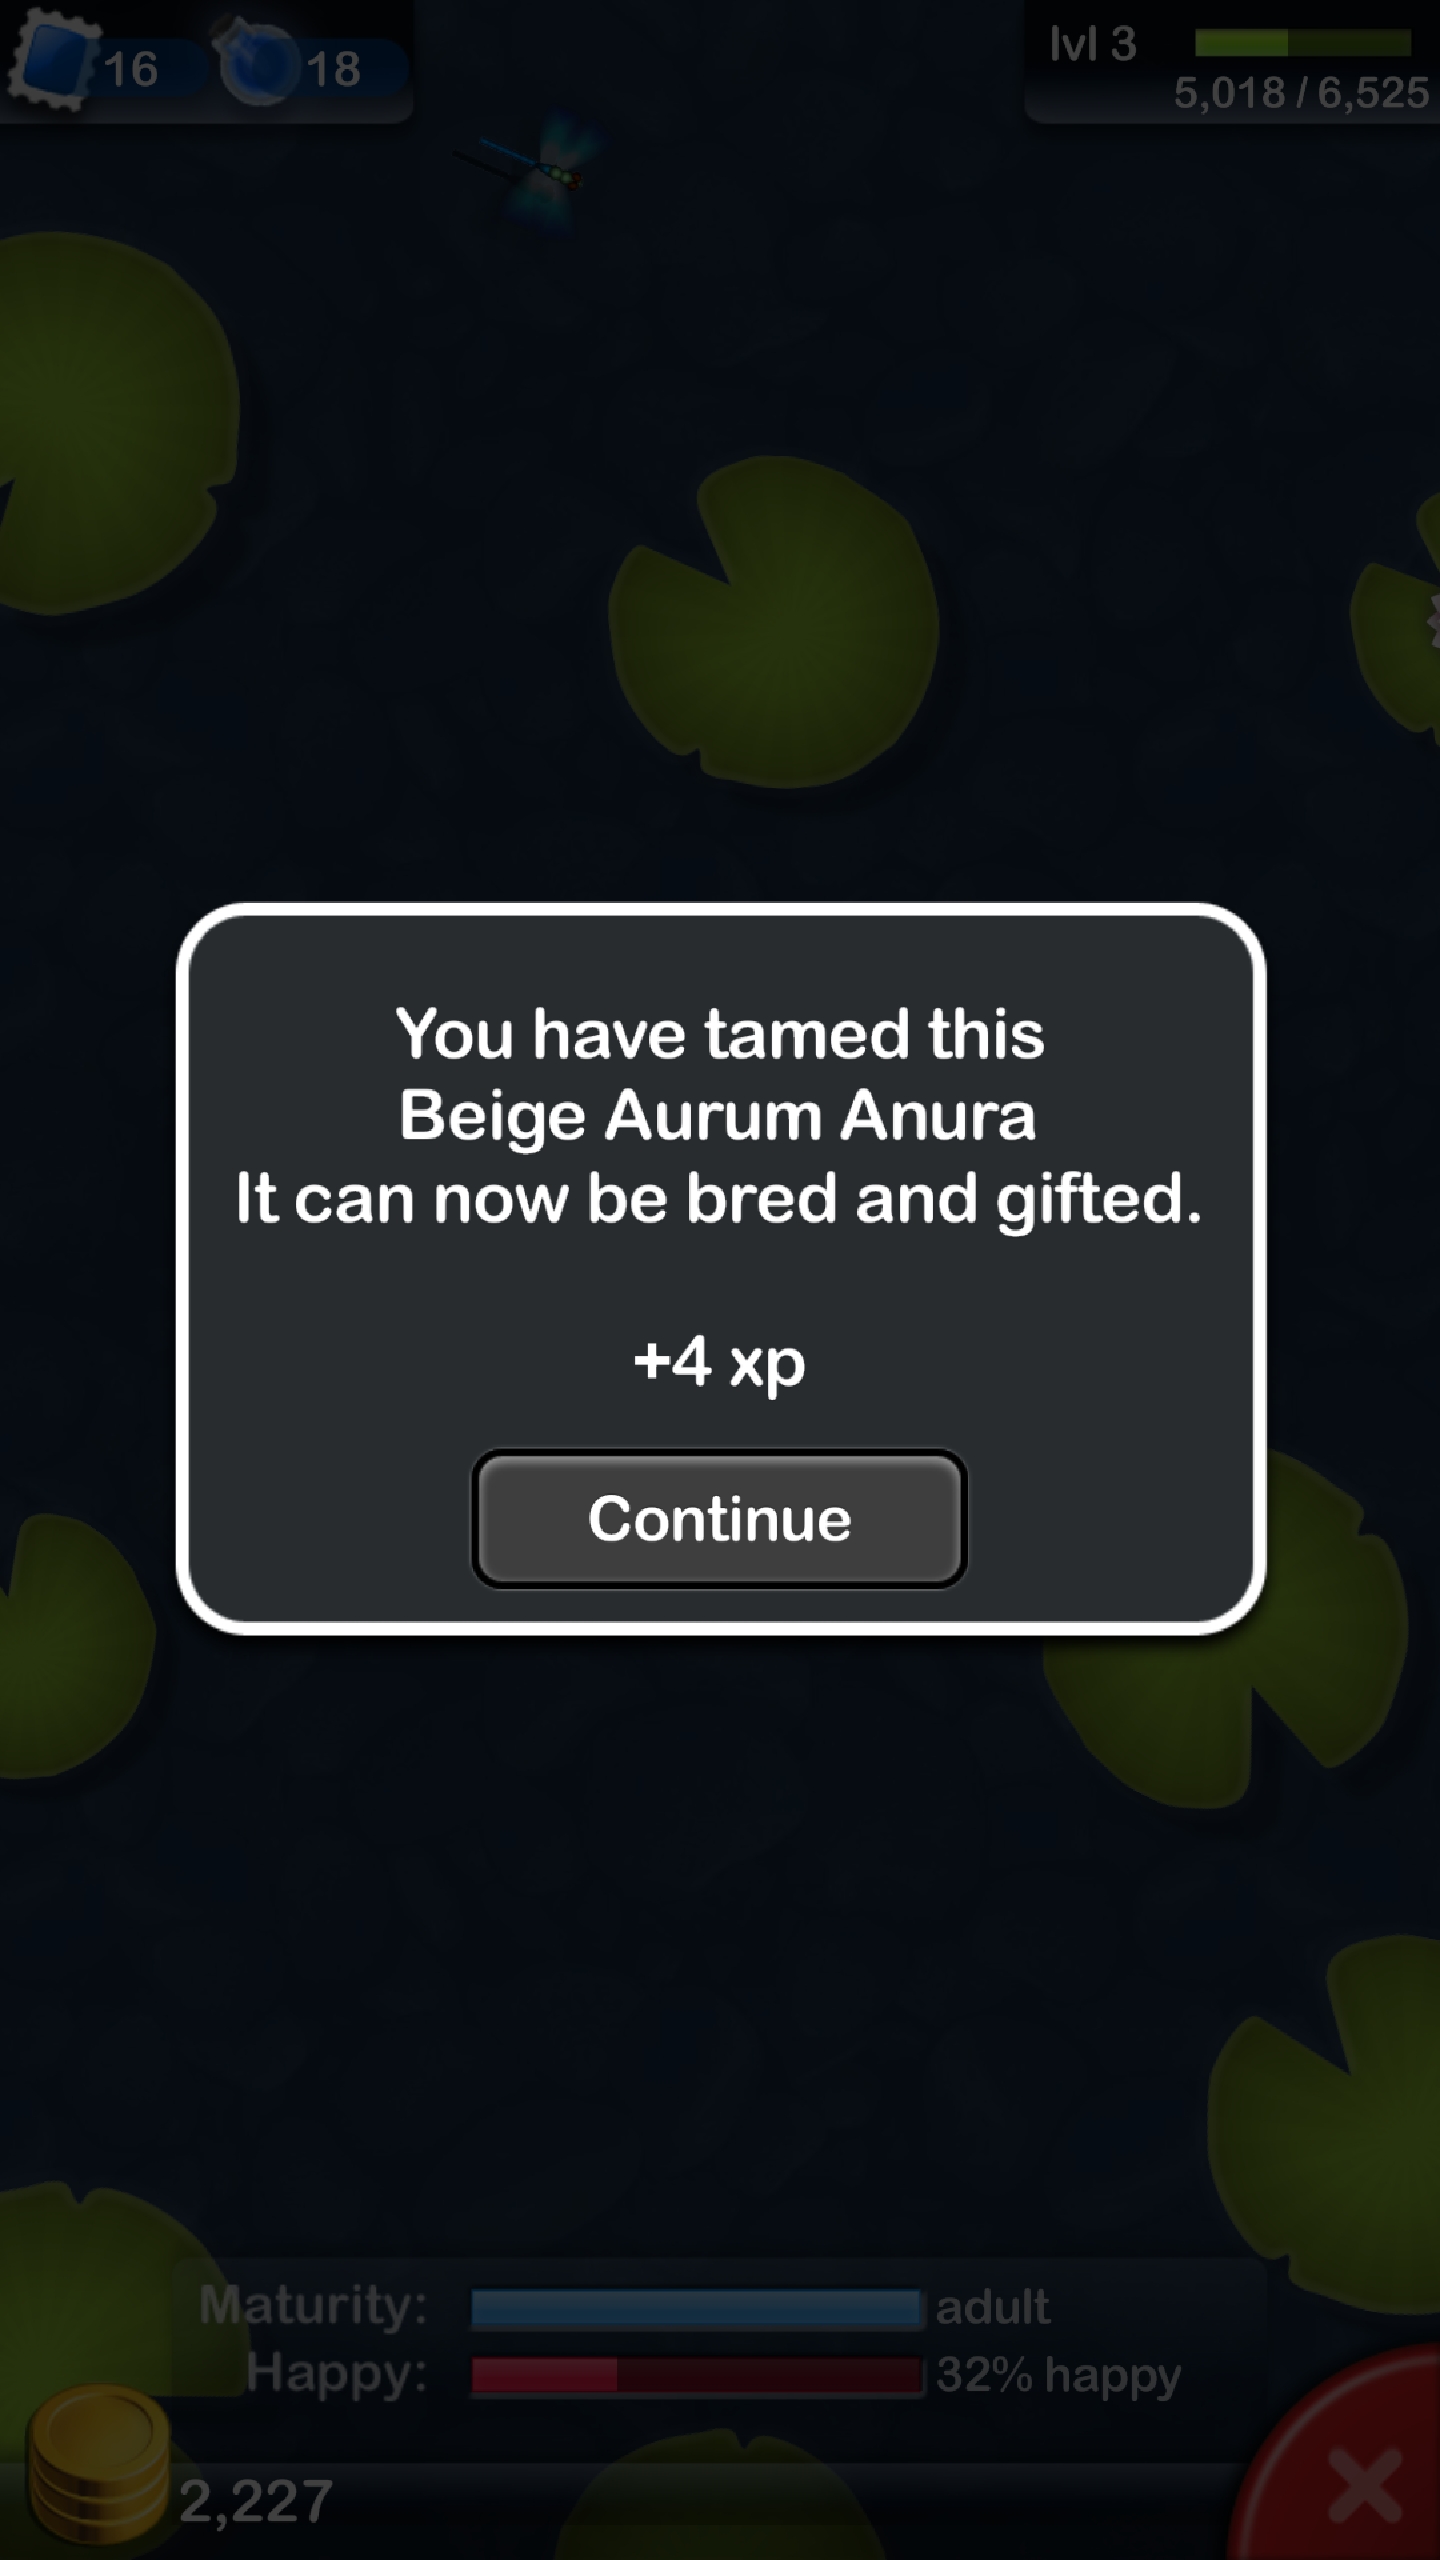 16
18
lvl 3
5,018 / 6,525
You have tamed this
Beige Aurum Anura
It can now be bred and gifted.
+4 xp
Continue
Maturity: adult
Happy: 32% happy
2,227